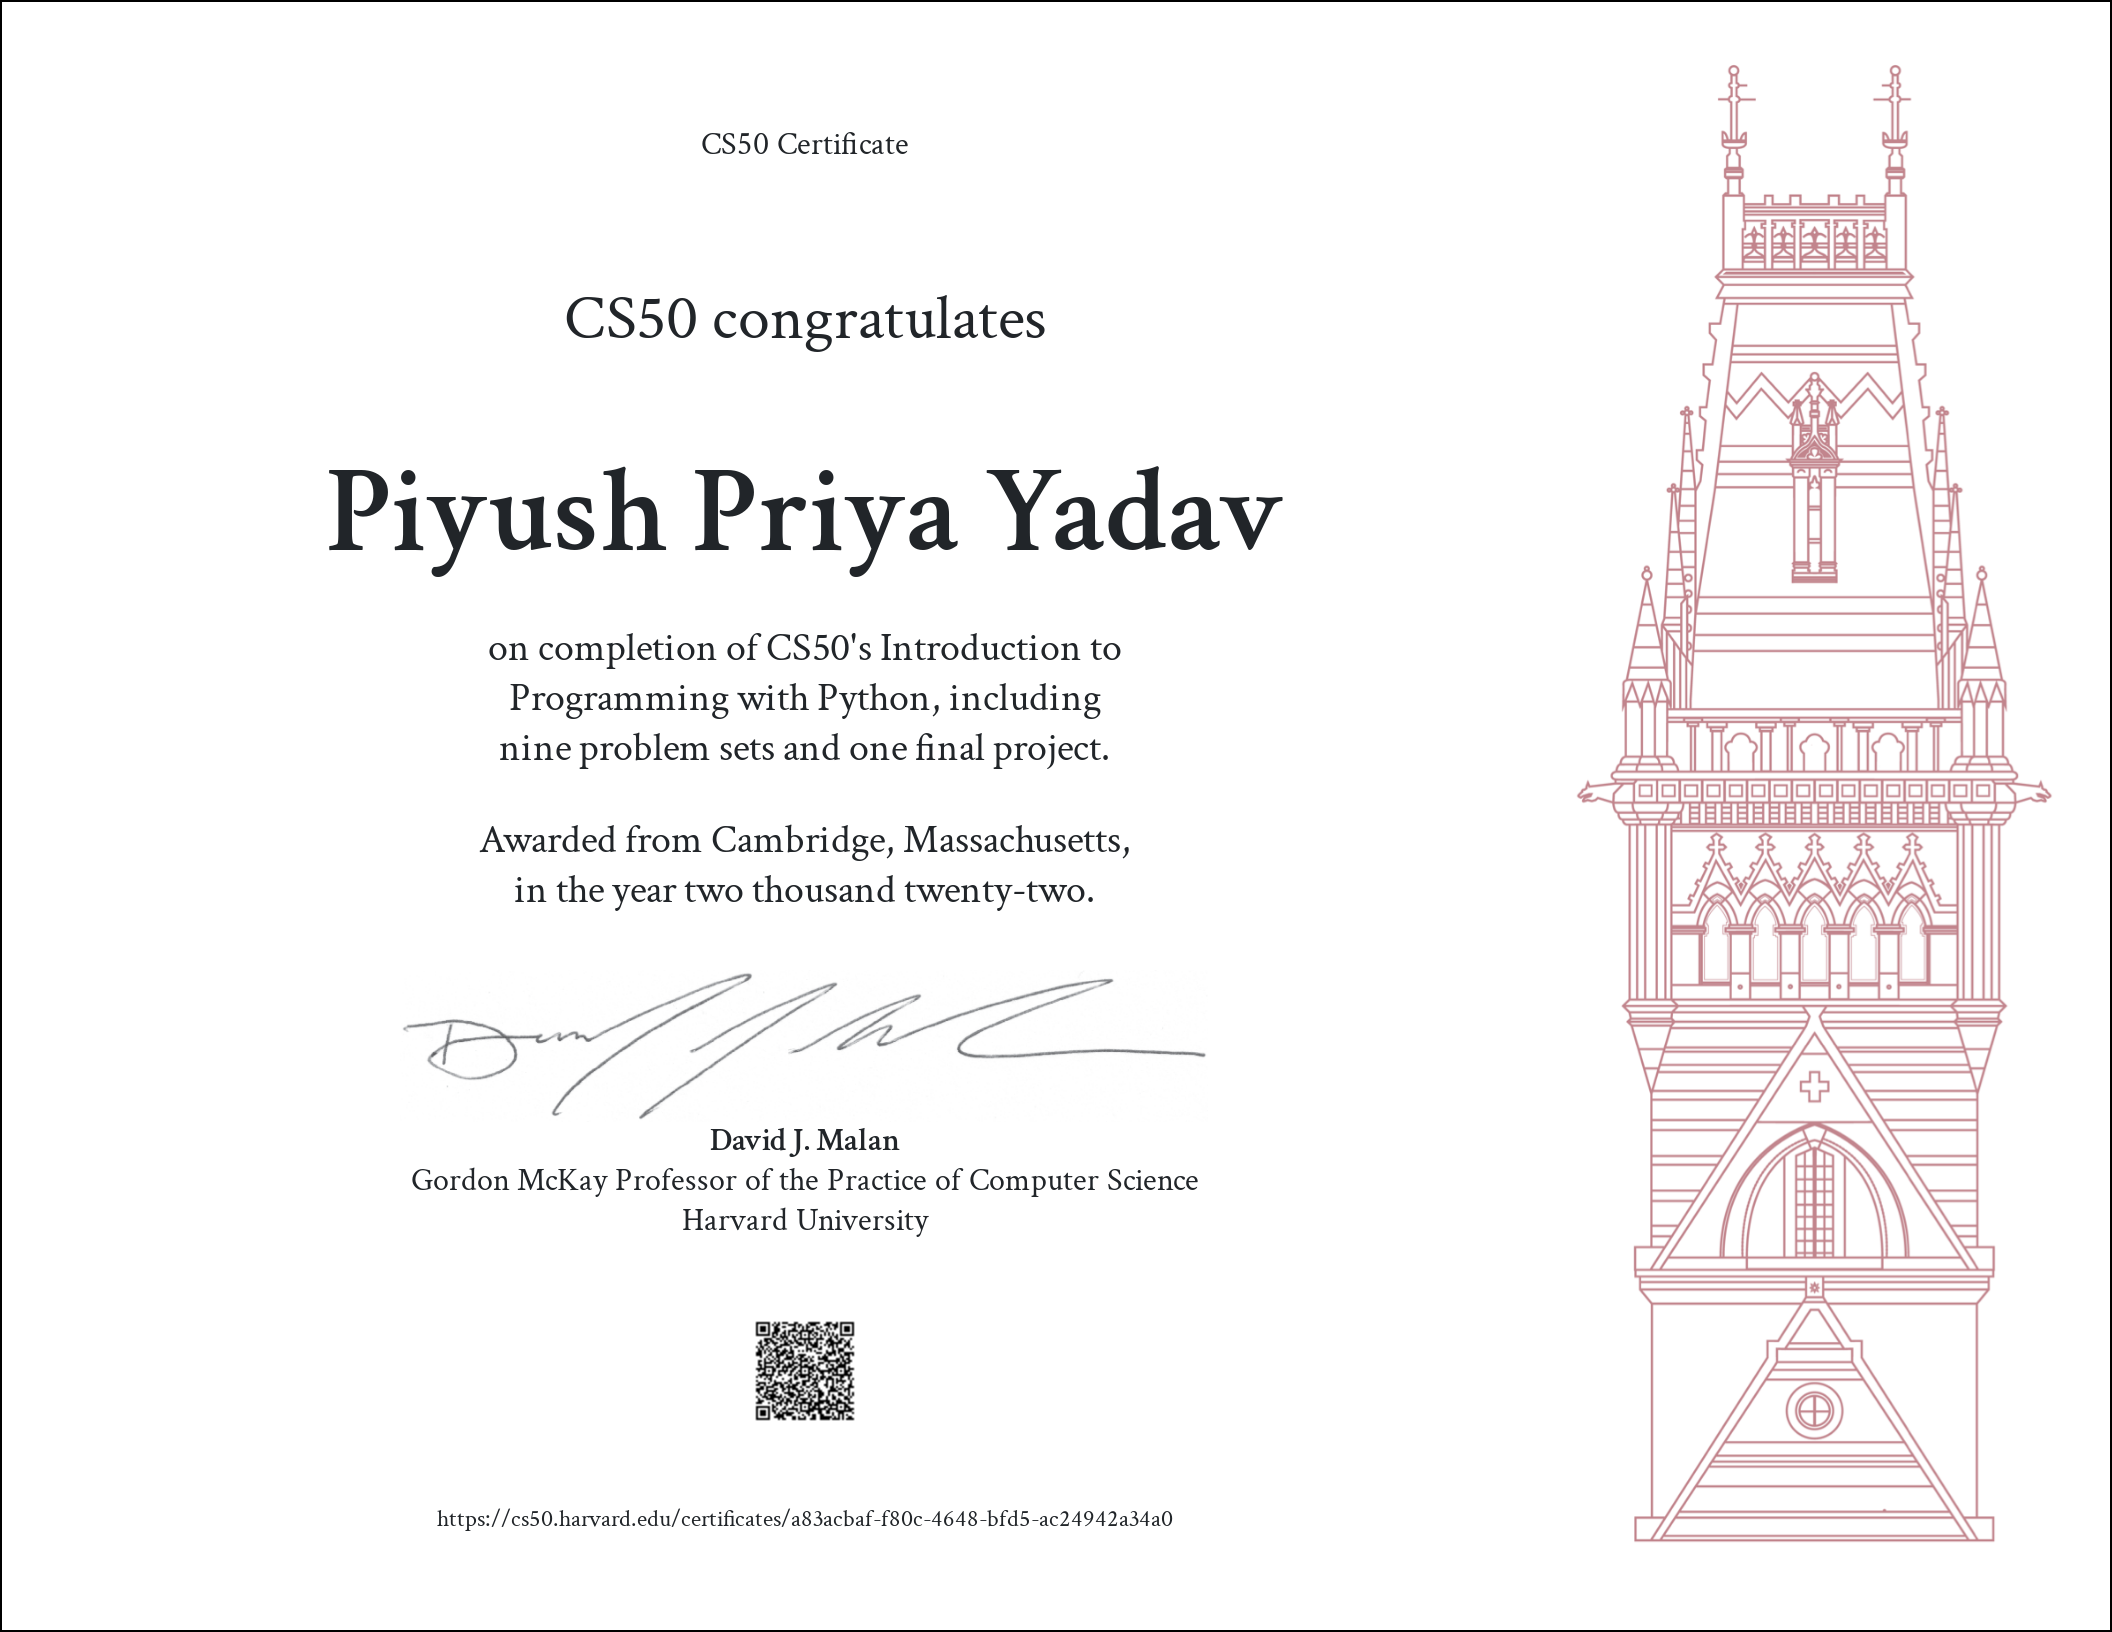 CS50 Certificate
CS50 congratulates
Piyush Priya Yadav
on completion of CS50's Introduction to
Programming with Python, including
nine problem sets and one final project.
Awarded from Cambridge, Massachusetts,
in the year two thousand twenty-two.
David J. Malan
Gordon McKay Professor of the Practice of Computer Science
Harvard University
https://cs50.harvard.edu/certificates/a83acbaf-f80c-4648-bfd5-ac24942a34a0